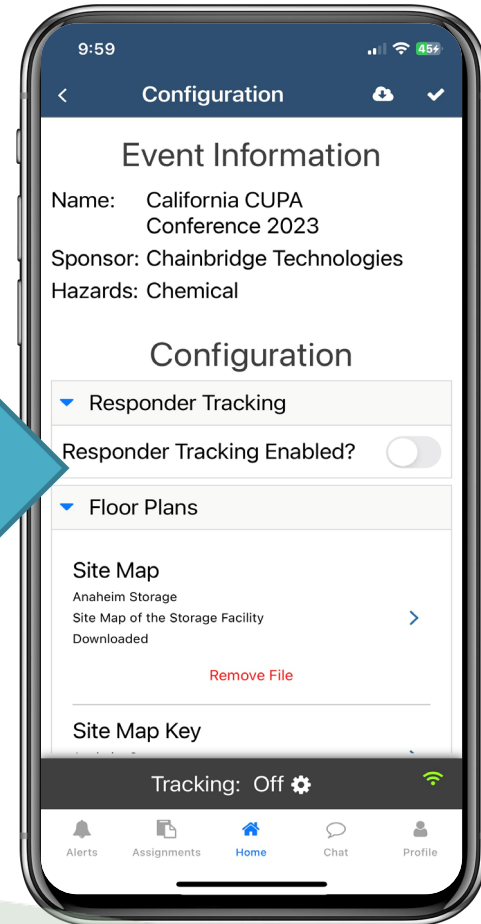 9:59
45
Configuration
Event Information
Name: California CUPA
Conference 2023
Sponsor: Chainbridge Technologies
Hazards: Chemical
Configuration
Responder Tracking
Responder Tracking Enabled?
Floor Plans
Site Map
Anaheim Storage
Site Map of the Storage Facility
Downloaded
Remove File
Site Map Key
Tracking: Off
Alerts
Assignments
Home
Chat
Profile